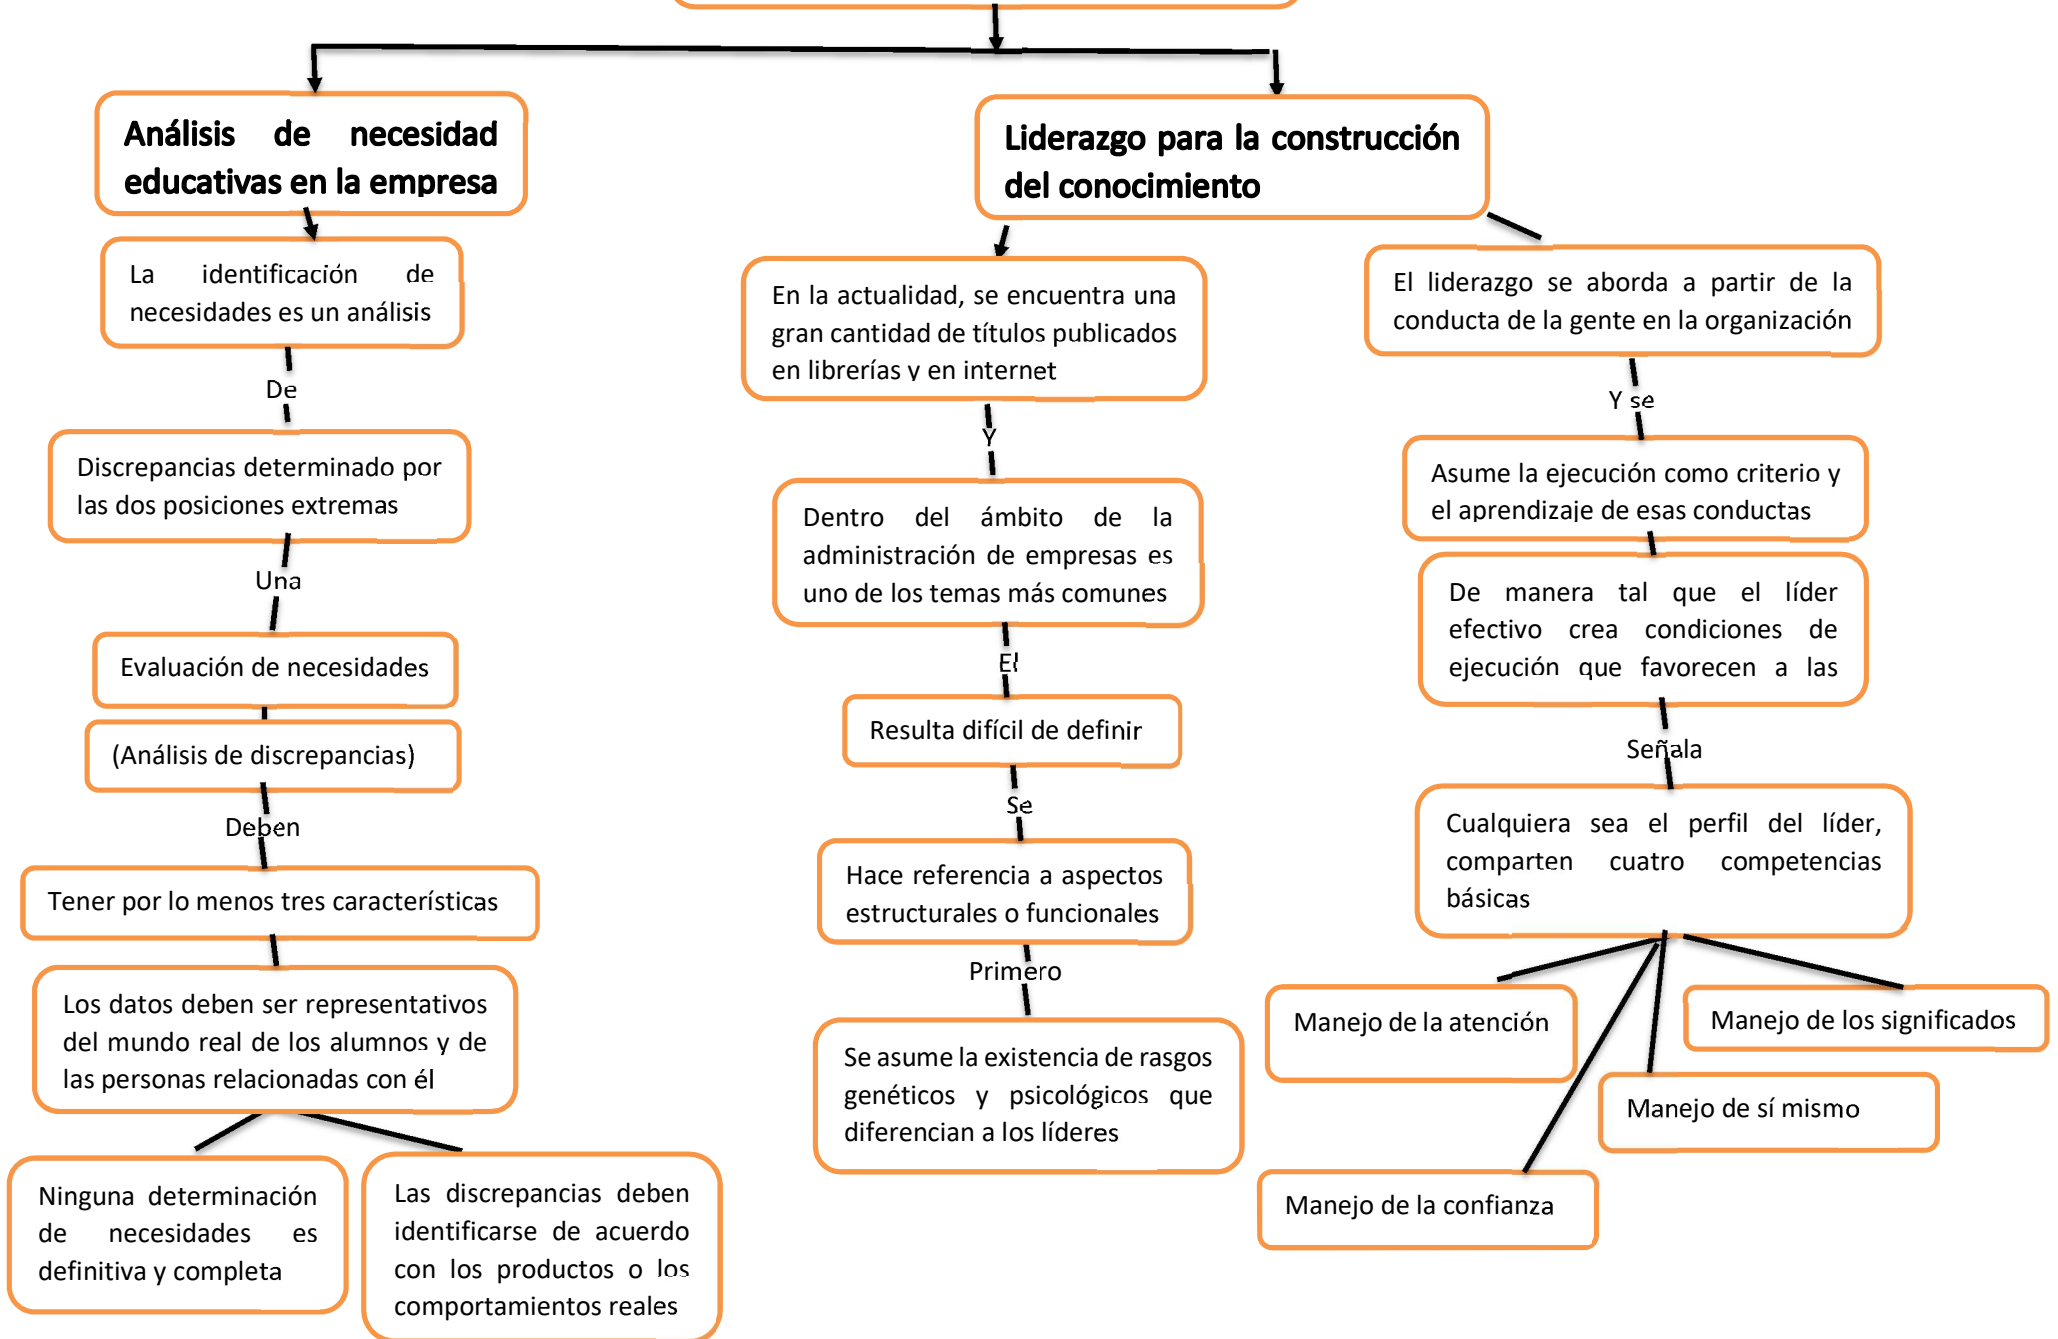 Análisis de necesidad
educativas en la empresa
La identificación de
necesidades es un análisis
De
Discrepancias determinado por
las dos posiciones extremas
Una
Evaluación de necesidades
(Análisis de discrepancias)
Deben
Tener por lo menos tres características
Los datos deben ser representativos
del mundo real de los alumnos y de
las personas relacionadas con él
Ninguna determinación
de necesidades es
definitiva y completa
Las discrepancias deben
identificarse de acuerdo
con los productos o los
comportamientos reales
Liderazgo para la construcción
del conocimiento
En la actualidad, se encuentra una
gran cantidad de títulos publicados
en librerías y en internet
Y
Dentro del ámbito de la
administración de empresas es
uno de los temas más comunes
El
Resulta difícil de definir
Se
Hace referencia a aspectos
estructurales o funcionales
Primero
Se asume la existencia de rasgos
genéticos y psicológicos que
diferencian a los líderes
El liderazgo se aborda a partir de la
conducta de la gente en la organización
Y se
Asume la ejecución como criterio y
el aprendizaje de esas conductas
De manera tal que el líder
efectivo crea condiciones de
ejecución que favorecen a las
Señala
Cualquiera sea el perfil del líder,
comparten cuatro competencias
básicas
Manejo de la atención
Manejo de los significados
Manejo de sí mismo
Manejo de la confianza